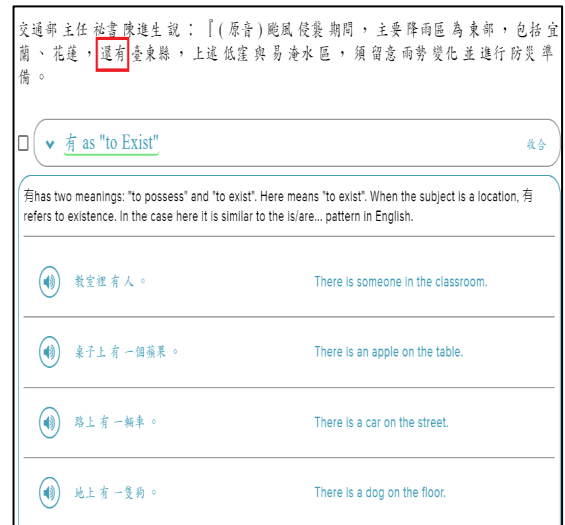 交通部主任祕書陳進生說：『(原音)颱風侵襲期間，主要降雨區為東部，包括宜
蘭、花蓮，還有臺東縣，上述低窪與易淹水區，須留意雨勢變化並進行防災準
備。
有 as "to Exist"
收合
有has two meanings: "to possess" and "to exist". Here means "to exist". When the subject is a location, 有
refers to existence. In the case here it is similar to the is/are... pattern in English.
教室裡有人。
There is someone in the classroom.
桌子上有一個蘋果。
There is an apple on the table.
路上有一輛車。
There is a car on the street.
地上有一隻狗。
There is a dog on the floor.